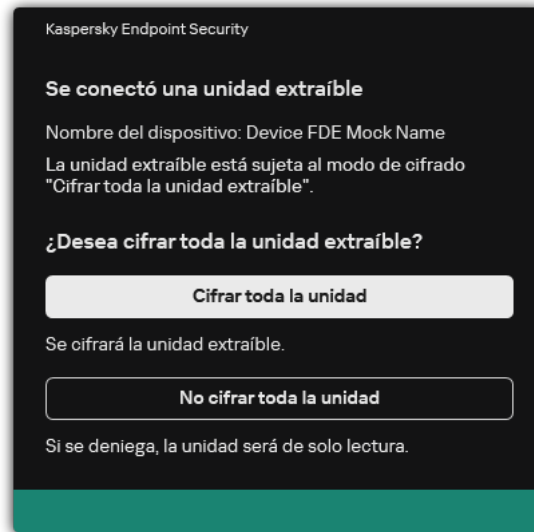 Kaspersky Endpoint Security
Se conectó una unidad extraíble
Nombre del dispositivo: Device FDE Mock Name
La unidad extraíble está sujeta al modo de cifrado
"Cifrar toda la unidad extraíble".
¿Desea cifrar toda la unidad extraíble?
Cifrar toda la unidad
Se cifrará la unidad extraíble.
No cifrar toda la unidad
Si se deniega, la unidad será de solo lectura.